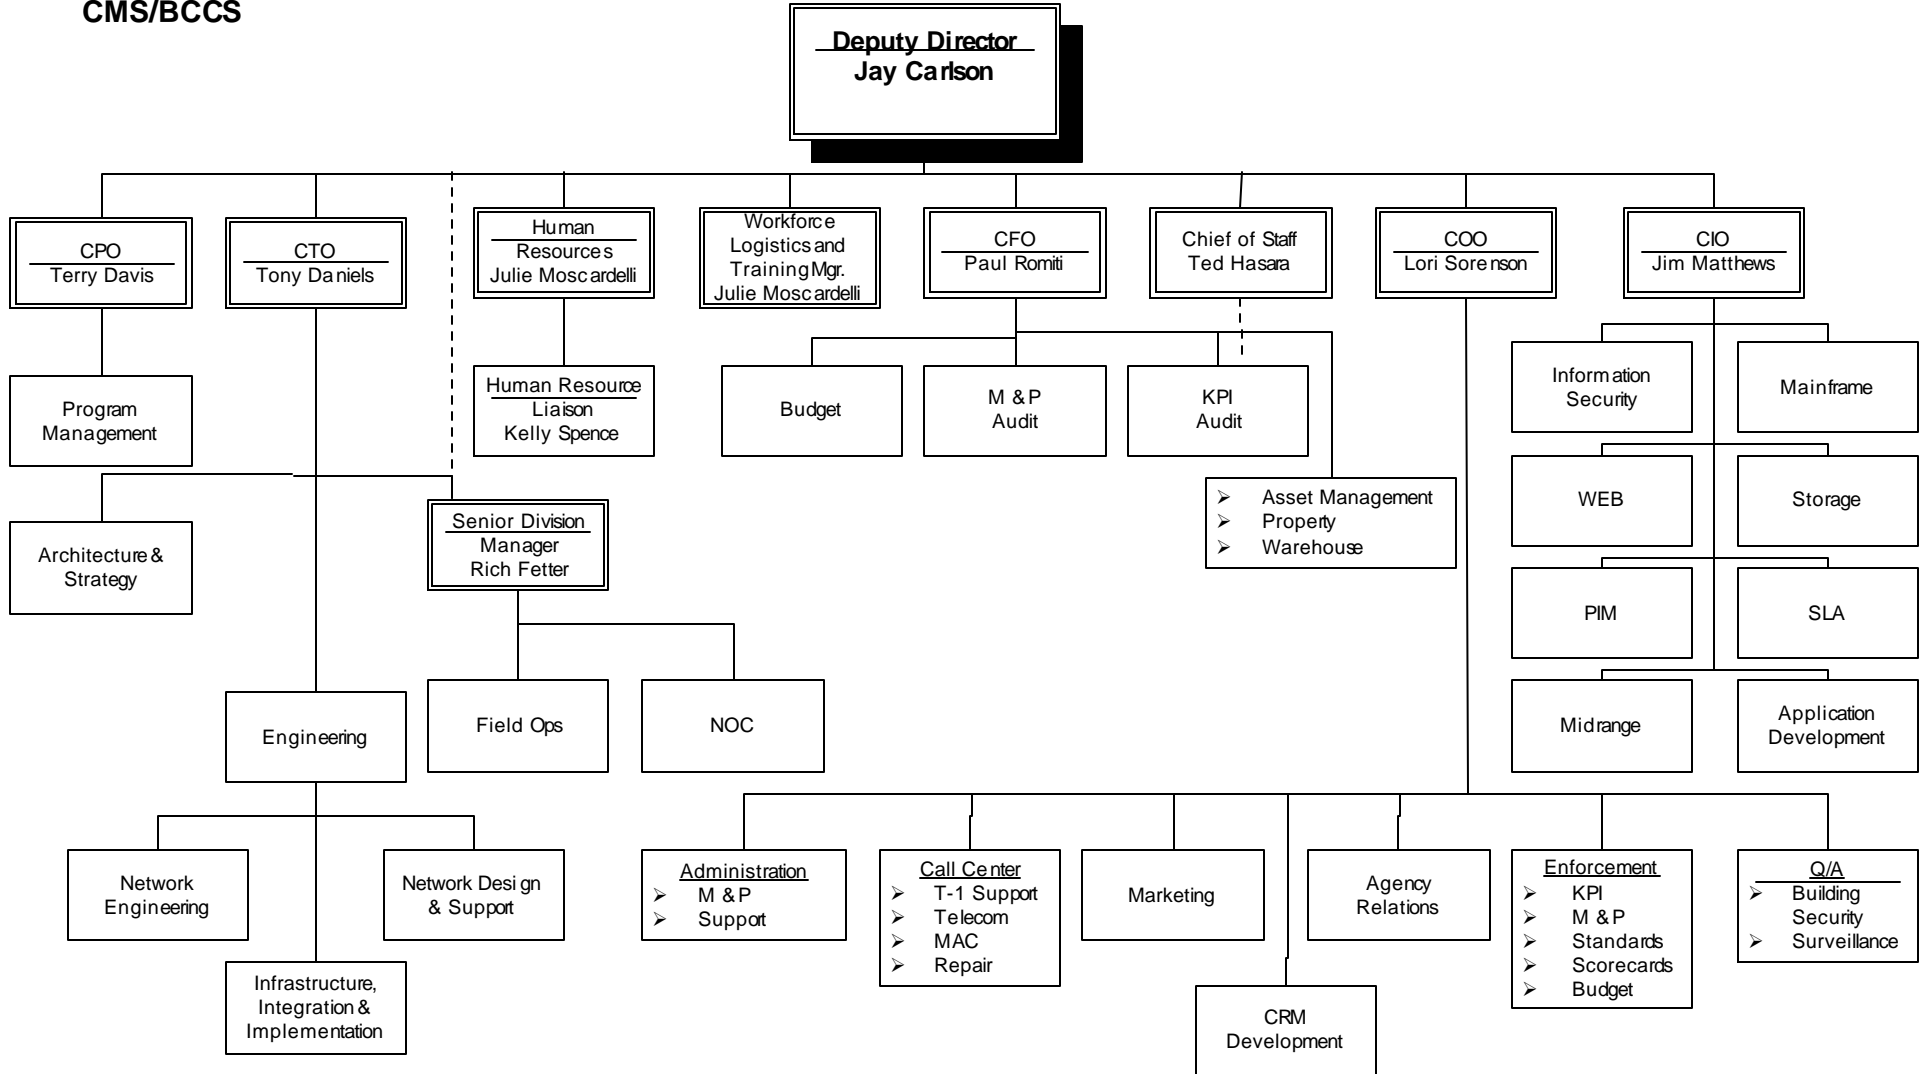 CMS/BCCS
Deputy Director
Jay Carlson
CPO
Terry Davis
CTO
Tony Daniels
Human
Resources
Julie Moscardelli
Workforce
Logistics and
Training Mgr.
Julie Moscardelli
CFO
Paul Romiti
Chief of Staff
Ted Hasara
COO
Lori Sorenson
CIO
Jim Matthews
Program
Management
Human Resource
Liaison
Kelly Spence
Budget
M & P
Audit
KPI
Audit
Information
Security
Mainframe
Architecture &
Strategy
Senior Division
Manager
Rich Fetter
➢ Asset Management
➢ Property
➢ Warehouse
WEB
Storage
PIM
SLA
Engineering
Field Ops
NOC
Midrange
Application
Development
Network
Engineering
Network Design
& Support
Infrastructure,
Integration &
Implementation
Administration
➢ M & P
➢ Support
Call Center
➢ T-1 Support
➢ Telecom
➢ MAC
➢ Repair
Marketing
CRM
Development
Agency
Relations
Enforcement
➢ KPI
➢ M & P
➢ Standards
➢ Scorecards
➢ Budget
Q/A
➢ Building
Security
➢ Surveillance